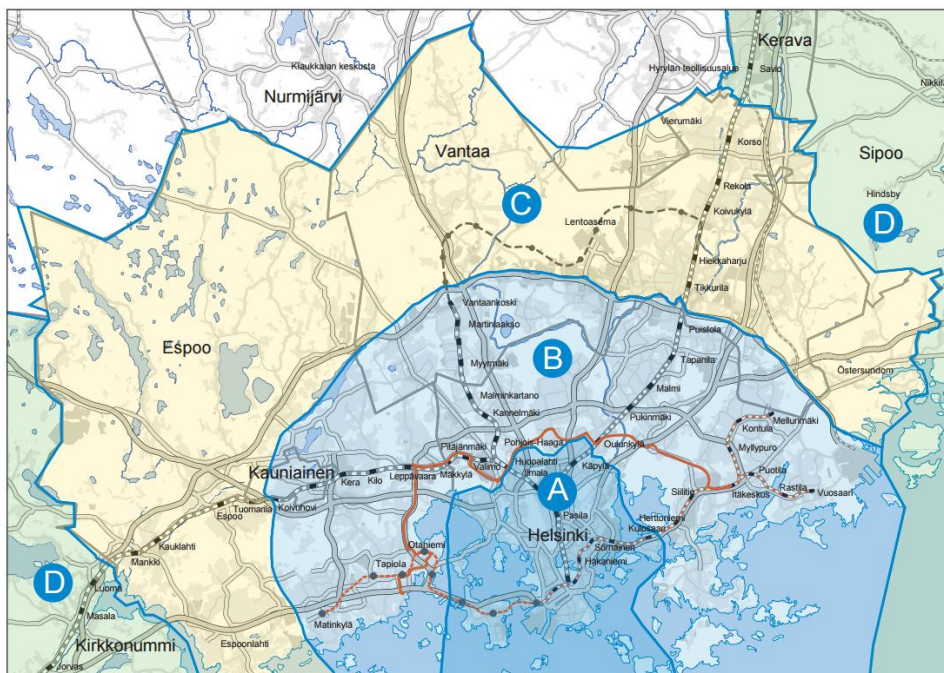 Kerava
Klaukkalan keskusta
Hyrylän teollisuusalue
Savio
Nikkilä
Nurmijärvi
Vierumäki
Vantaa
Korso
Sipoo
Rekola
Hindsby
C
Lentoasema
Koivukylä
D
Hiekkaharju
Tikkurila
Vantaankoski
Martinlaakso
Puistola
Espoo
B
Myyrmäki
Tapanila
Östersundom
Malminkartano
Malmi
Kannelmäki
Pukinmäki
Mellunmäki
Kontula
Pitäjänmäki
Pohjois-Haaga
Oulunkylä
Myllypuro
Kauniainen
Valimo
Huopalahti
Käpylä
Puotila
Kera
Kilo
Leppävaara
Mäkkylä
Ilmala
Itäkeskus
Rastila
Vuosaari
A
Siilitie
Tuomarila
Koivuhovi
Espoo
Pasila
Herttoniemi
Kulosaari
Helsinki
Otaniemi
Sörnäinen
Kauklahti
Hakaniemi
Mankki
Tapiola
D
Luoma
Masala
Matinkylä
Kirkkonummi
Espoonlahti
Jorvas